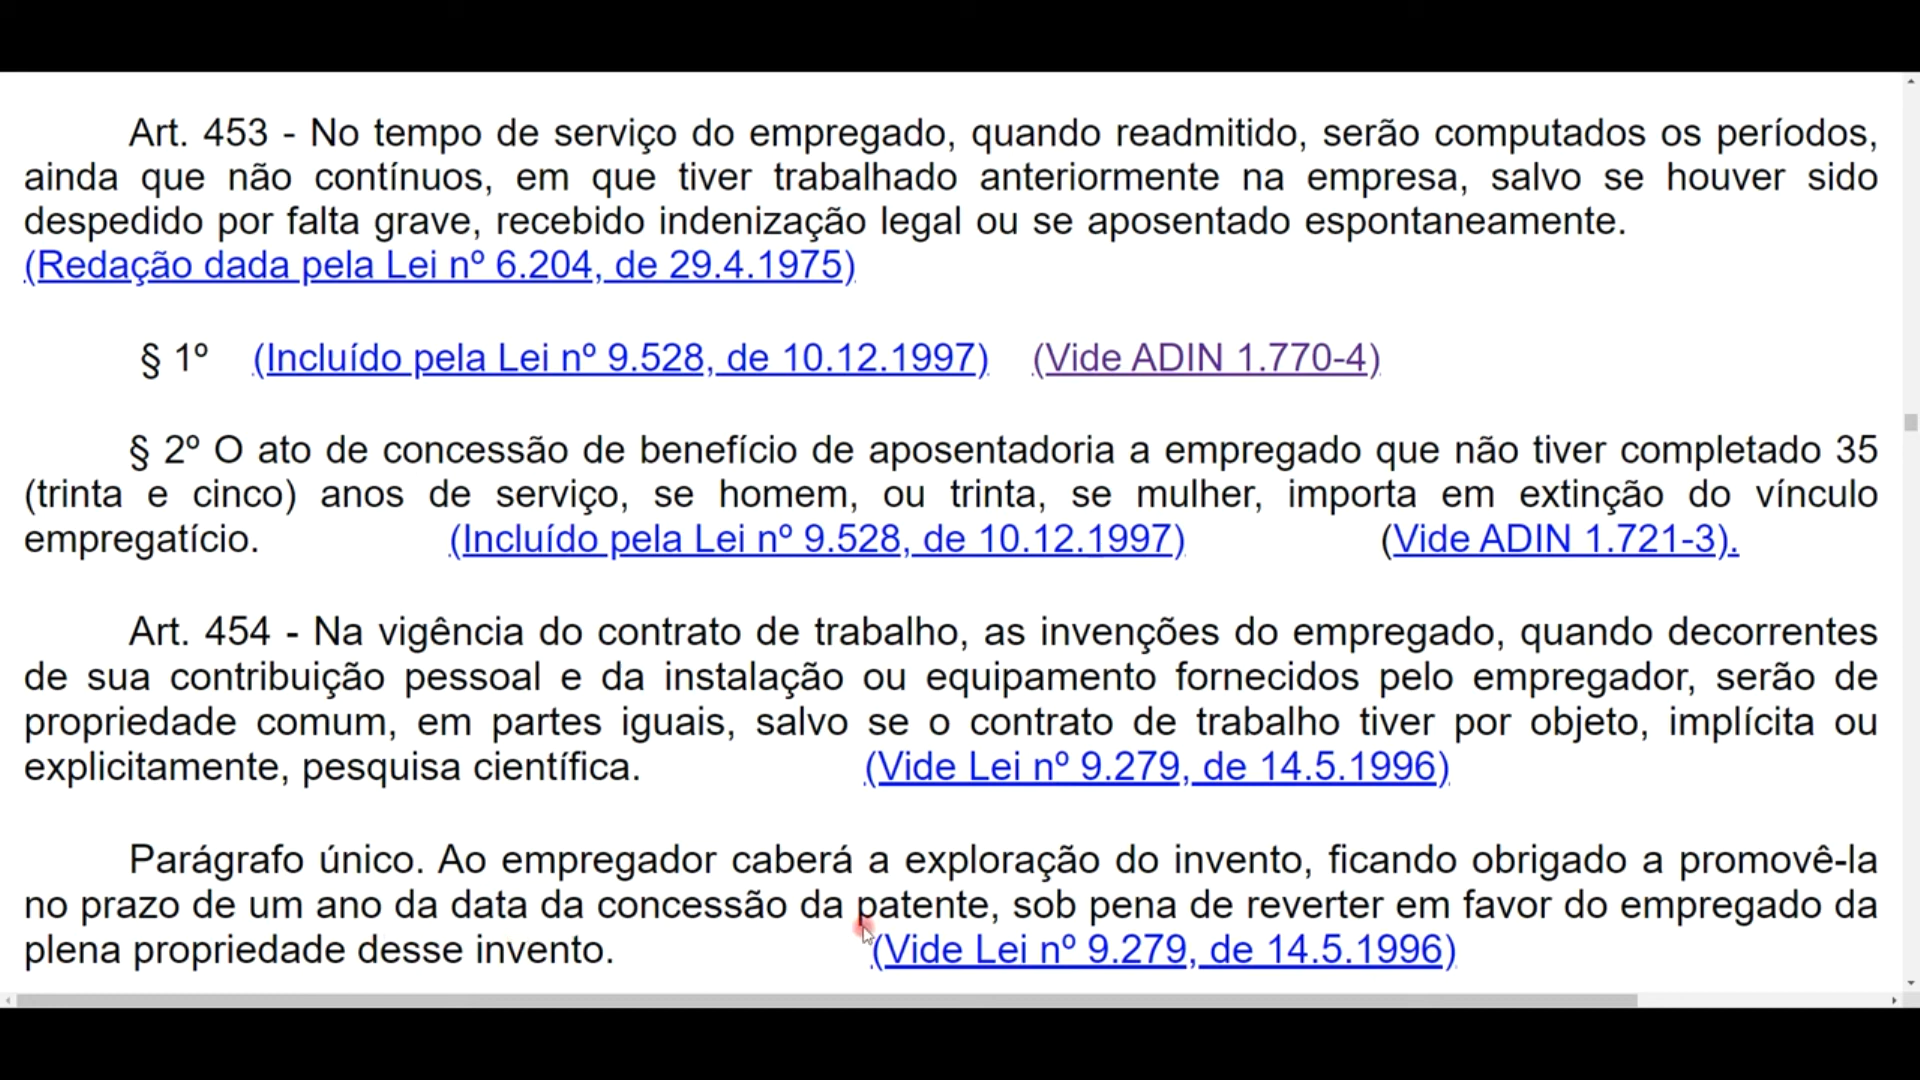 Art. 453 - No tempo de serviço do empregado, quando readmitido, serão computados os períodos,
ainda que não contínuos, em que tiver trabalhado anteriormente na empresa, salvo se houver sido
despedido por falta grave, recebido indenização legal ou se aposentado espontaneamente.
(Redação dada pela Lei nº 6.204, de 29.4.1975)
§ 1º (Incluído pela Lei nº 9.528, de 10.12.1997) (Vide ADIN 1.770-4)
§ 2º O ato de concessão de benefício de aposentadoria a empregado que não tiver completado 35
(trinta e cinco) anos de serviço, se homem, ou trinta, se mulher, importa em extinção do vínculo
empregatício. (Incluído pela Lei nº 9.528, de 10.12.1997) (Vide ADIN 1.721-3).
Art. 454 - Na vigência do contrato de trabalho, as invenções do empregado, quando decorrentes
de sua contribuição pessoal e da instalação ou equipamento fornecidos pelo empregador, serão de
propriedade comum, em partes iguais, salvo se o contrato de trabalho tiver por objeto, implícita ou
explicitamente, pesquisa científica. (Vide Lei nº 9.279, de 14.5.1996)
Parágrafo único. Ao empregador caberá a exploração do invento, ficando obrigado a promovê-la
no prazo de um ano da data da concessão da patente, sob pena de reverter em favor do empregado da
plena propriedade desse invento. (Vide Lei nº 9.279, de 14.5.1996)